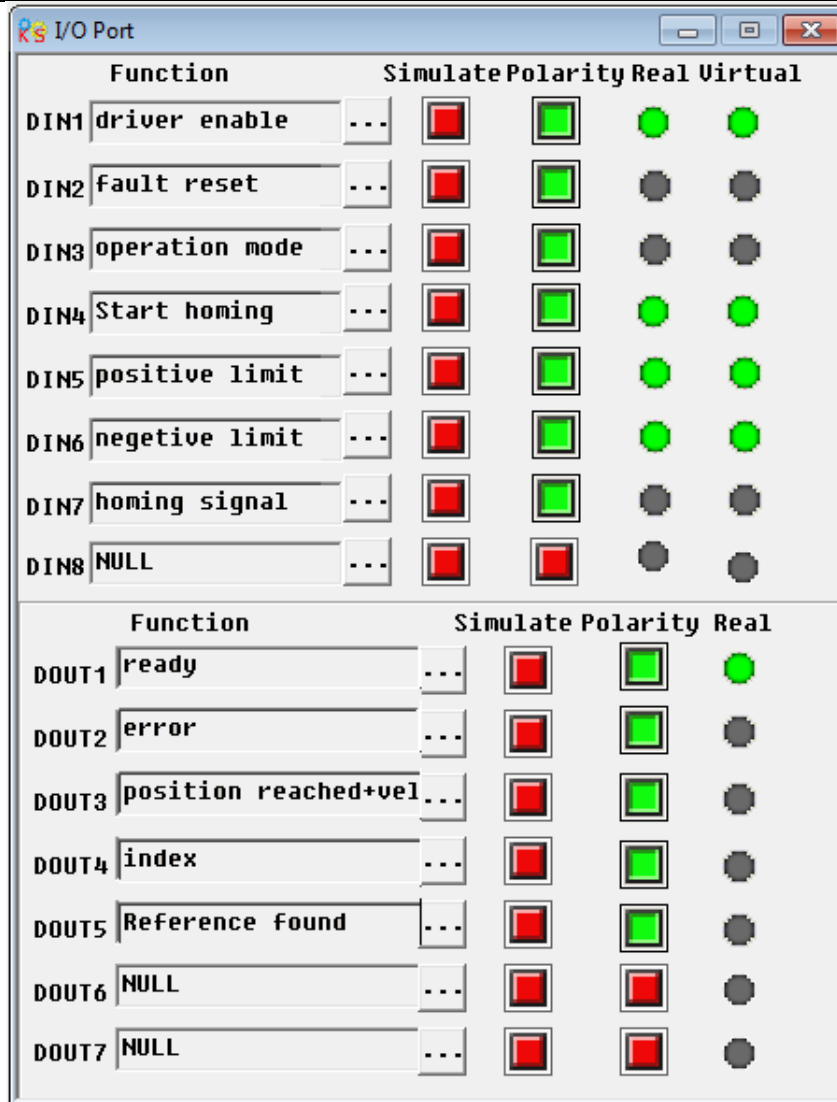 I/O Port
Function Simulate Polarity Real Virtual
DIN1 driver enable ...
DIN2 fault reset ...
DIN3 operation mode ...
DIN4 Start homing ...
DIN5 positive limit ...
DIN6 negetive limit ...
DIN7 homing signal ...
DIN8 NULL ...
Function Simulate Polarity Real
DOUT1 ready ...
DOUT2 error ...
DOUT3 position reached+vel ...
DOUT4 index ...
DOUT5 Reference found ...
DOUT6 NULL ...
DOUT7 NULL ...